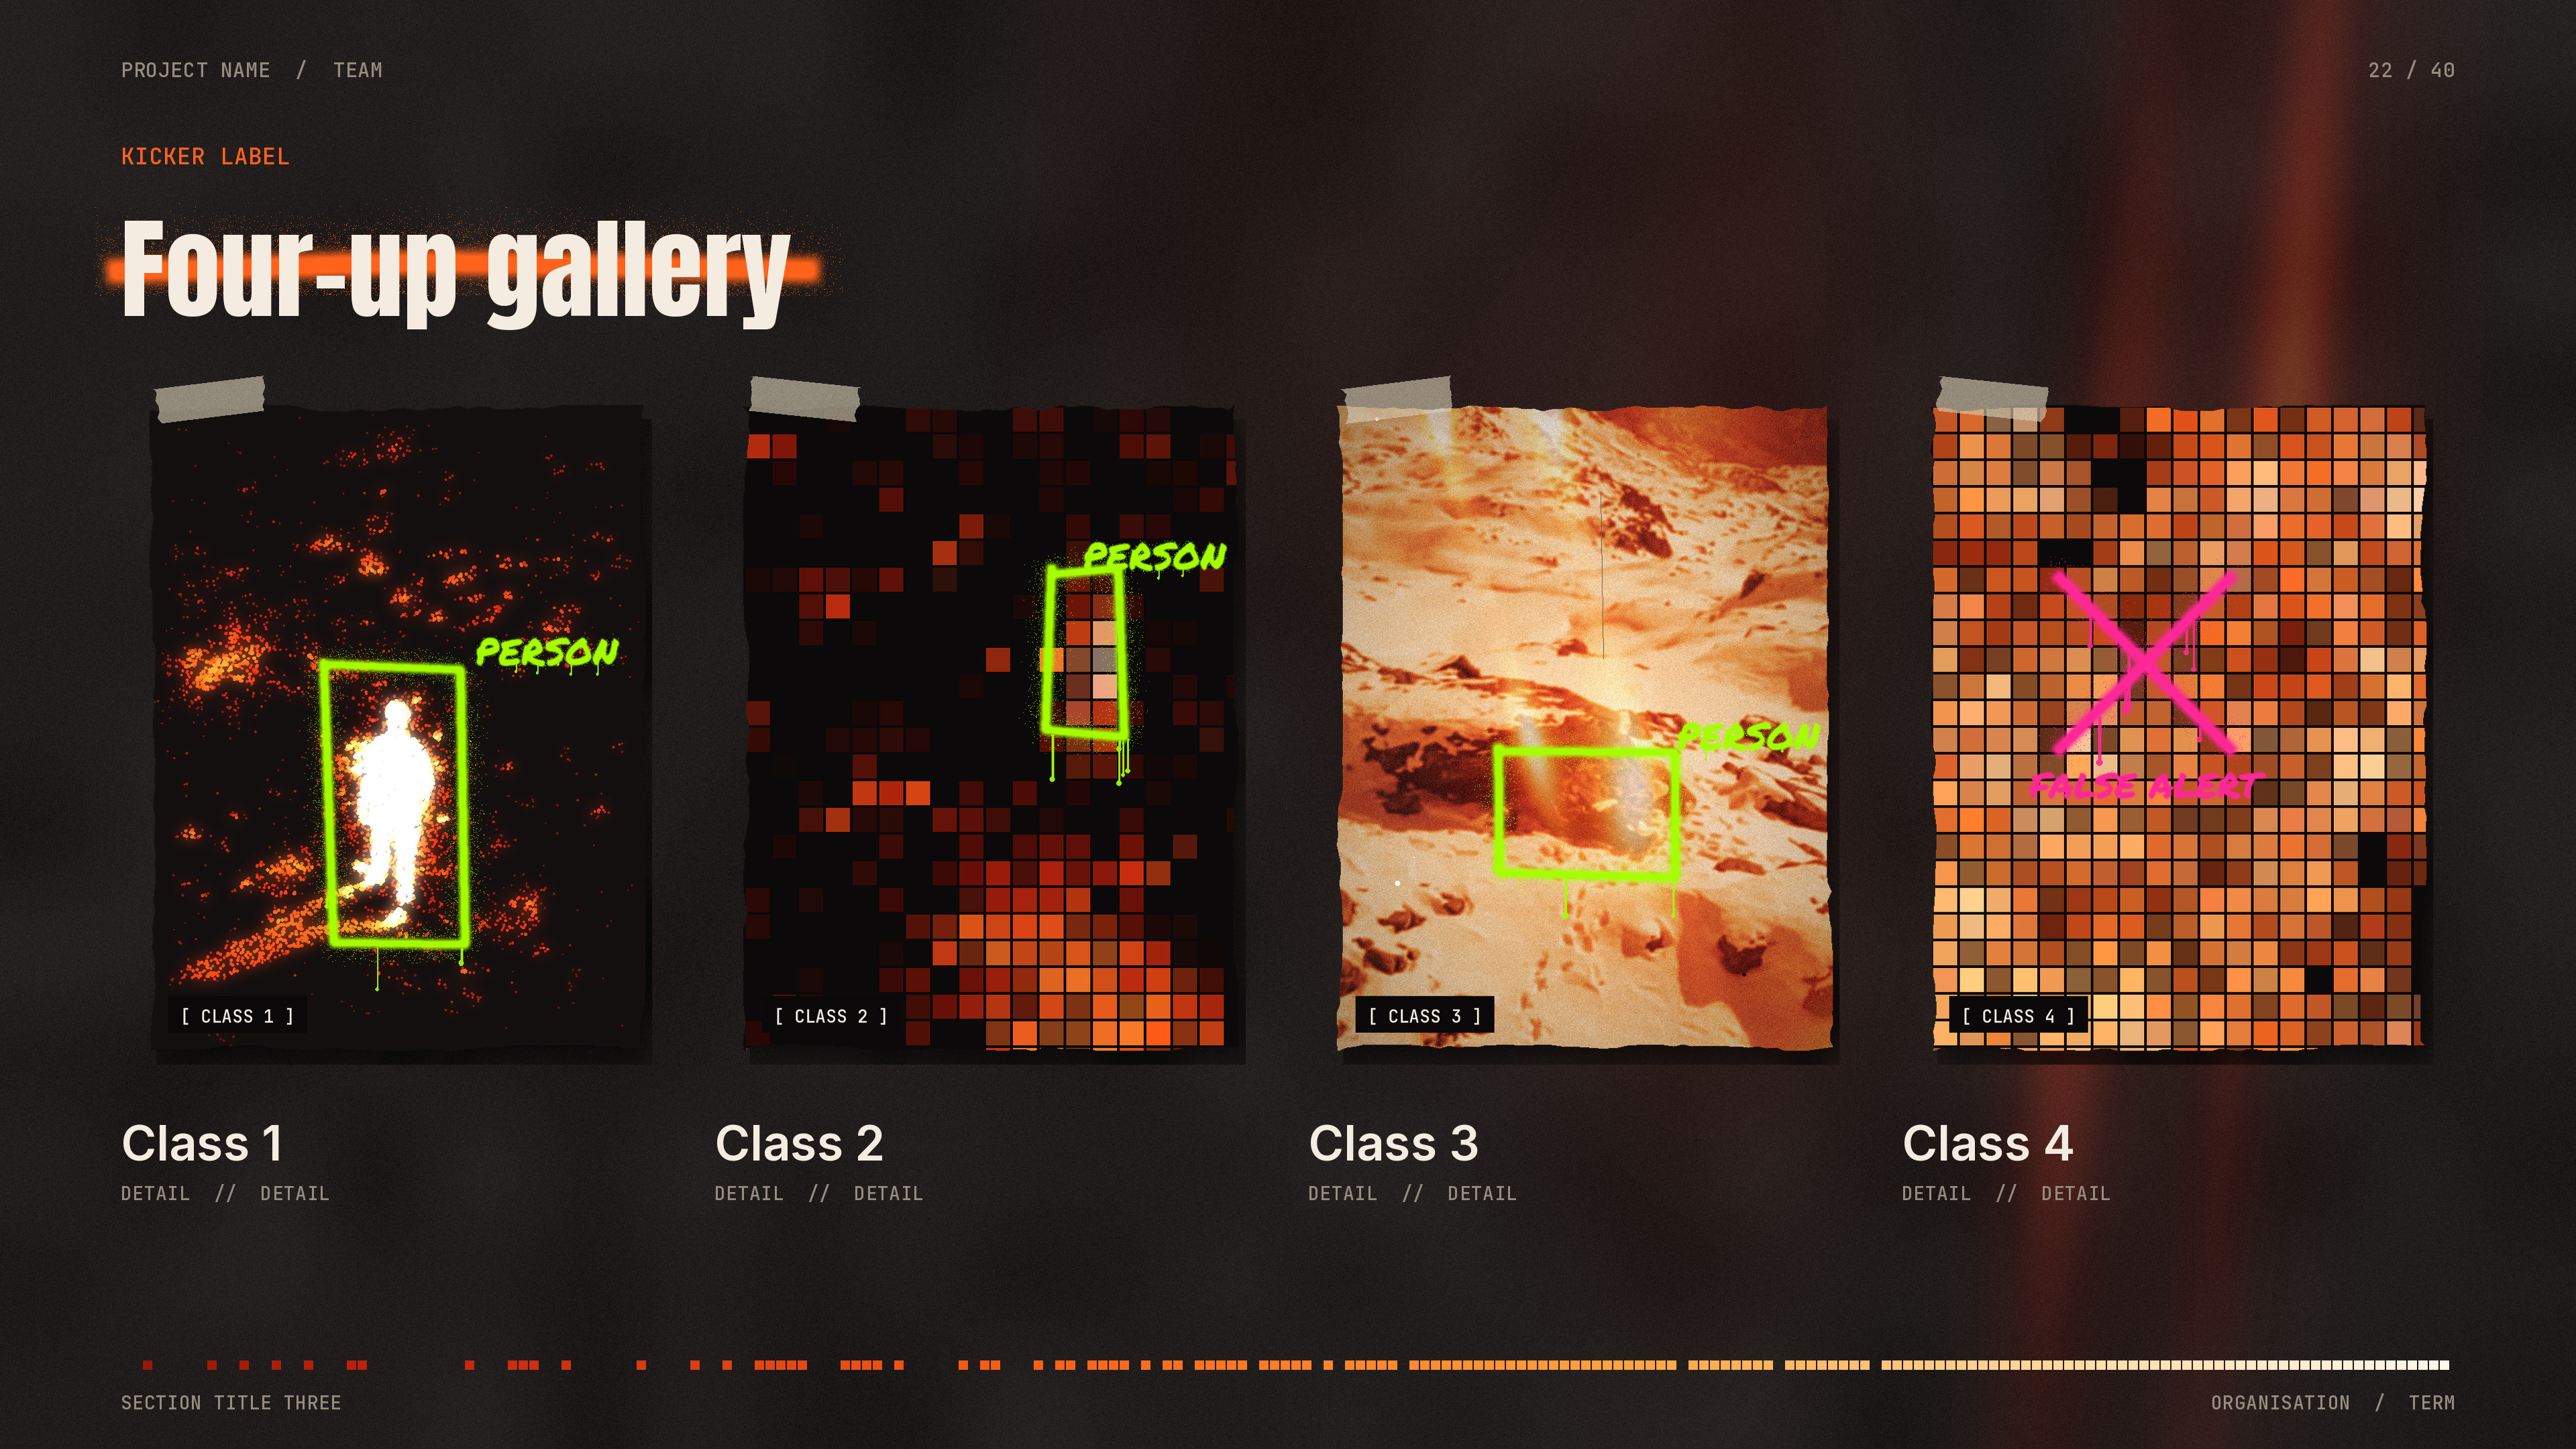 PROJECT NAME / TEAM
22 / 40
KICKER LABEL
Four-up gallery
PERSON
PERSON
PERSON
FALSE ALERT
[ CLASS 1 ]
[ CLASS 2 ]
[ CLASS 3 ]
[ CLASS 4 ]
Class 1
Class 2
Class 3
Class 4
DETAIL // DETAIL
DETAIL // DETAIL
DETAIL // DETAIL
DETAIL // DETAIL
SECTION TITLE THREE
ORGANISATION / TERM